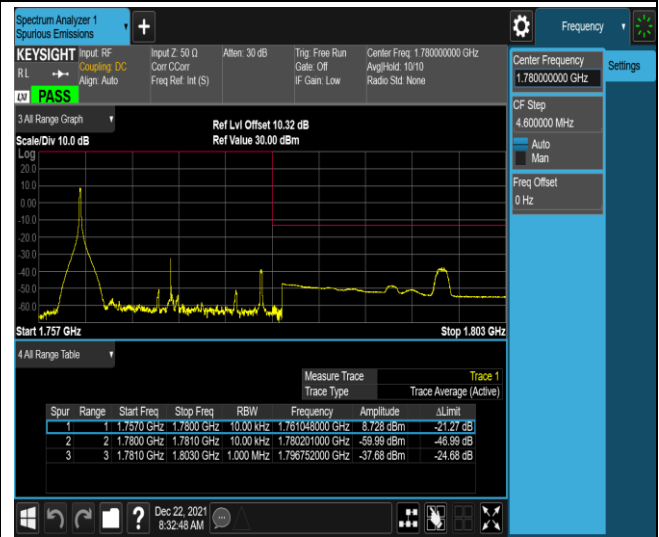 Spectrum Analyzer 1
Spurious Emissions
+
Frequency
KEYSIGHT Input: RF Input Z: 50 Ω Atten: 30 dB Trig: Free Run Center Freq: 1.780000000 GHz
RL Coupling: DC Corr CCorr Gate: Off Avg|Hold: 10/10
Align: Auto Freq Ref: Int (S) IF Gain: Low Radio Std: None
LXI PASS
3 All Range Graph
Ref Lvl Offset 10.32 dB
Scale/Div 10.0 dB Ref Value 30.00 dBm
Log
20.0
10.0
0.00
-10.0
-20.0
-30.0
-40.0
-50.0
-60.0
Start 1.757 GHz Stop 1.803 GHz
4 All Range Table
Measure Trace Trace 1
Trace Type Trace Average (Active)
Spur Range Start Freq Stop Freq RBW Frequency Amplitude ΔLimit
1 1 1.7570 GHz 1.7800 GHz 10.00 kHz 1.761048000 GHz 8.728 dBm -21.27 dB
2 2 1.7800 GHz 1.7810 GHz 10.00 kHz 1.780201000 GHz -59.99 dBm -46.99 dB
3 3 1.7810 GHz 1.8030 GHz 1.000 MHz 1.796752000 GHz -37.68 dBm -24.68 dB
?
Dec 22, 2021
8:32:48 AM
Center Frequency
1.780000000 GHz
Settings
CF Step
4.600000 MHz
Auto
Man
Freq Offset
0 Hz